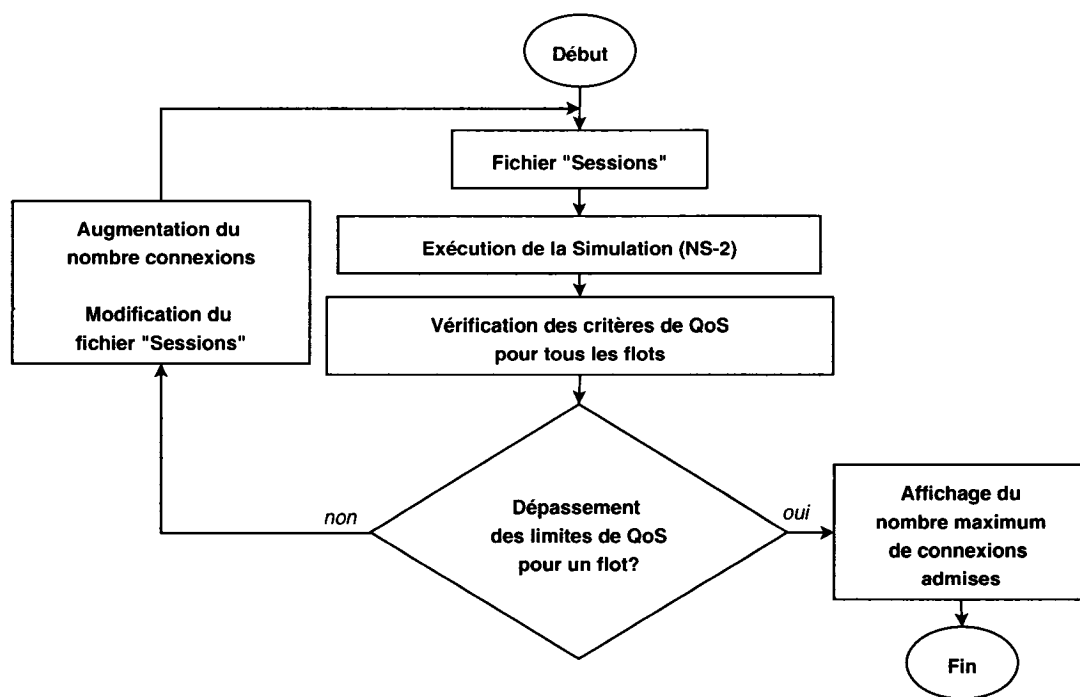 Début
Fichier "Sessions"
Augmentation du
nombre connexions
Modification du
fichier "Sessions"
Exécution de la Simulation (NS-2)
Vérification des critères de QoS
pour tous les flots
Dépassement
des limites de QoS
pour un flot?
non
oui
Affichage du
nombre maximum
de connexions
admises
Fin